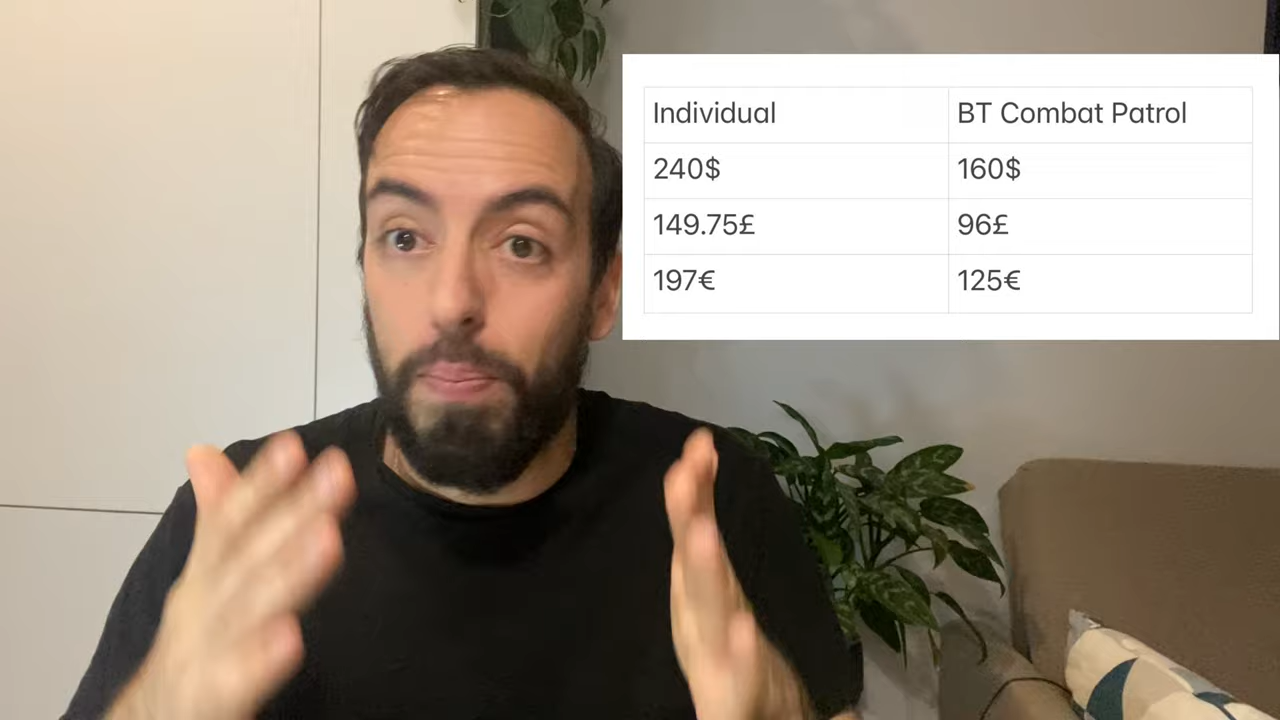 Individual BT Combat Patrol
240$ 160$
149.75£ 96£
197€ 125€